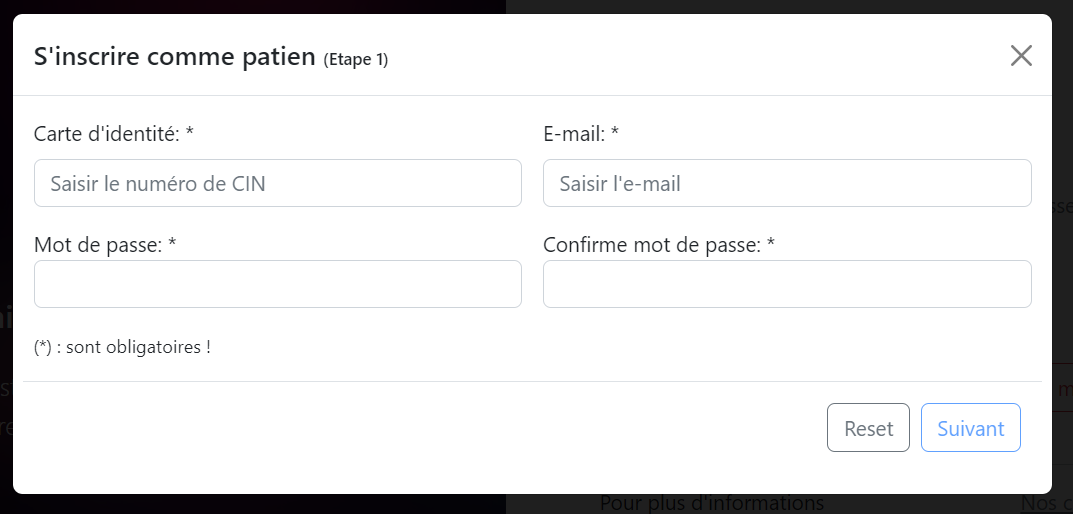 S'inscrire comme patien (Etape 1)
Carte d'identité: *
E-mail: *
Saisir le numéro de CIN
Saisir l'e-mail
Mot de passe: *
Confirme mot de passe: *
(*) : sont obligatoires !
Reset
Suivant
Pour plus d'informations
Nos c